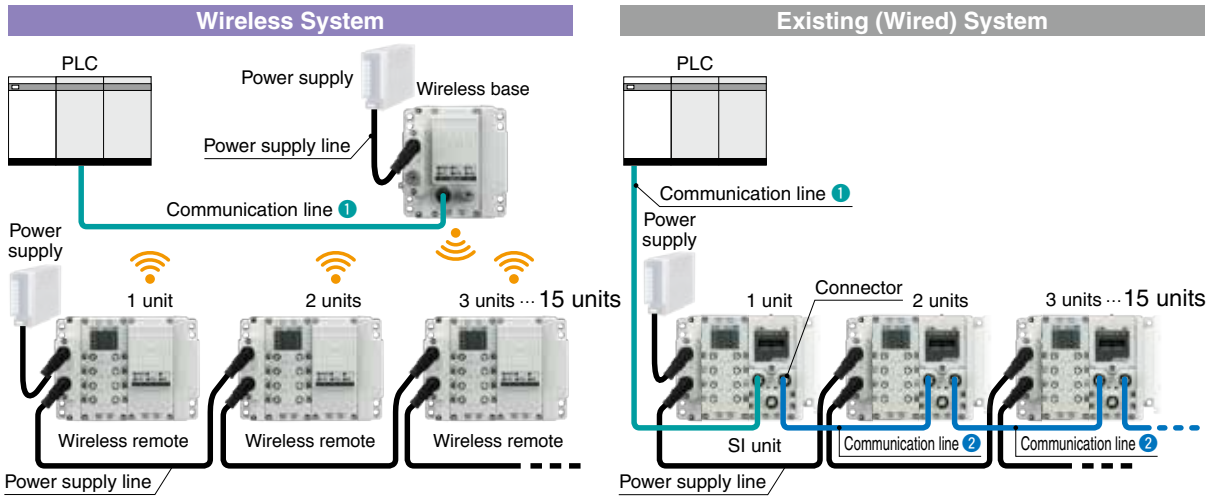 Wireless System
PLC
Power supply
Wireless base
Power supply line
Communication line 1
Power
supply
1 unit
2 units
3 units ··· 15 units
Wireless remote
Wireless remote
Wireless remote
Power supply line
Existing (Wired) System
PLC
Communication line 1
Power
supply
1 unit
Connector
2 units
3 units ··· 15 units
SI unit
Communication line 2
Communication line 2
Power supply line